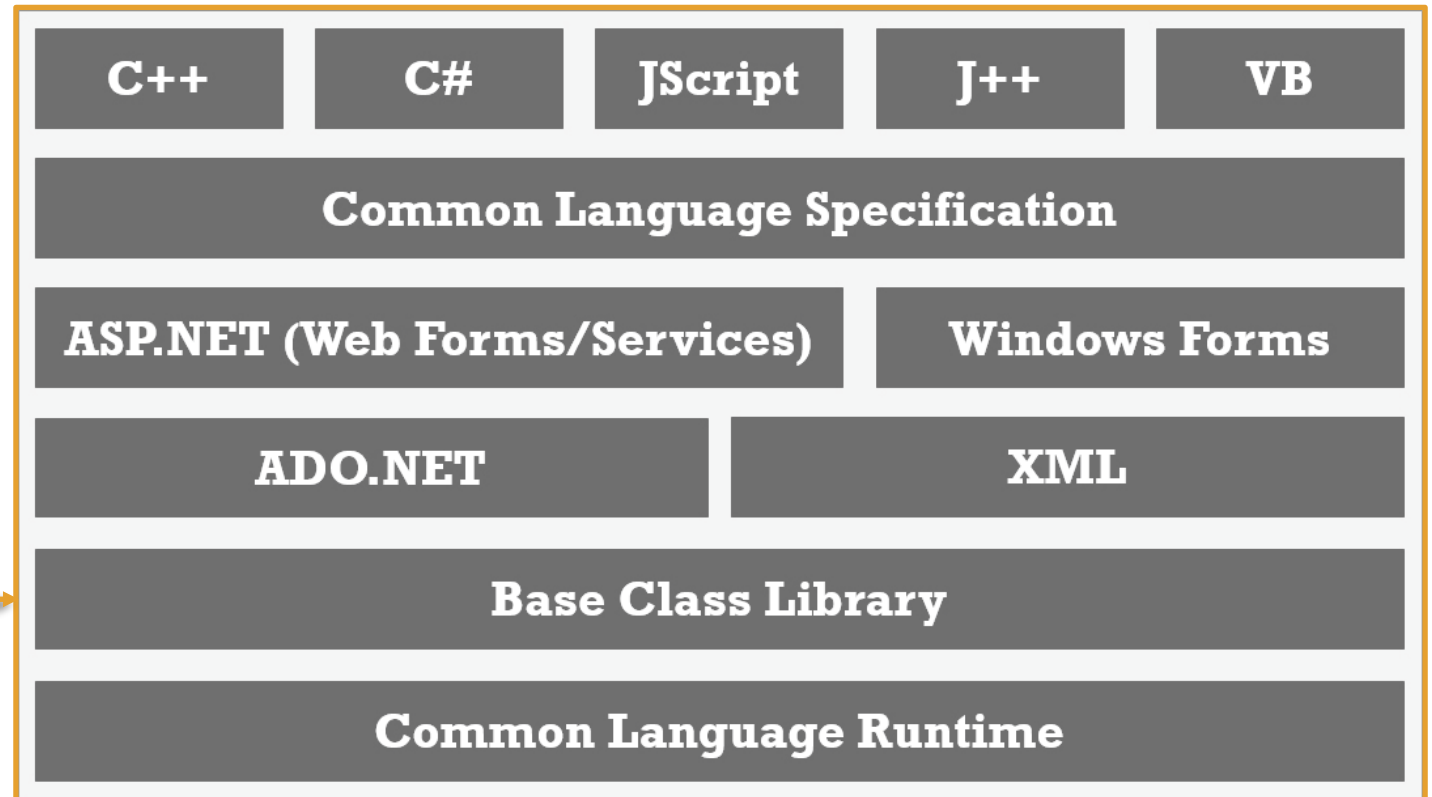 C++
C#
JScript
J++
VB
Common Language Specification
ASP.NET (Web Forms/Services)
Windows Forms
ADO.NET
XML
Base Class Library
Common Language Runtime